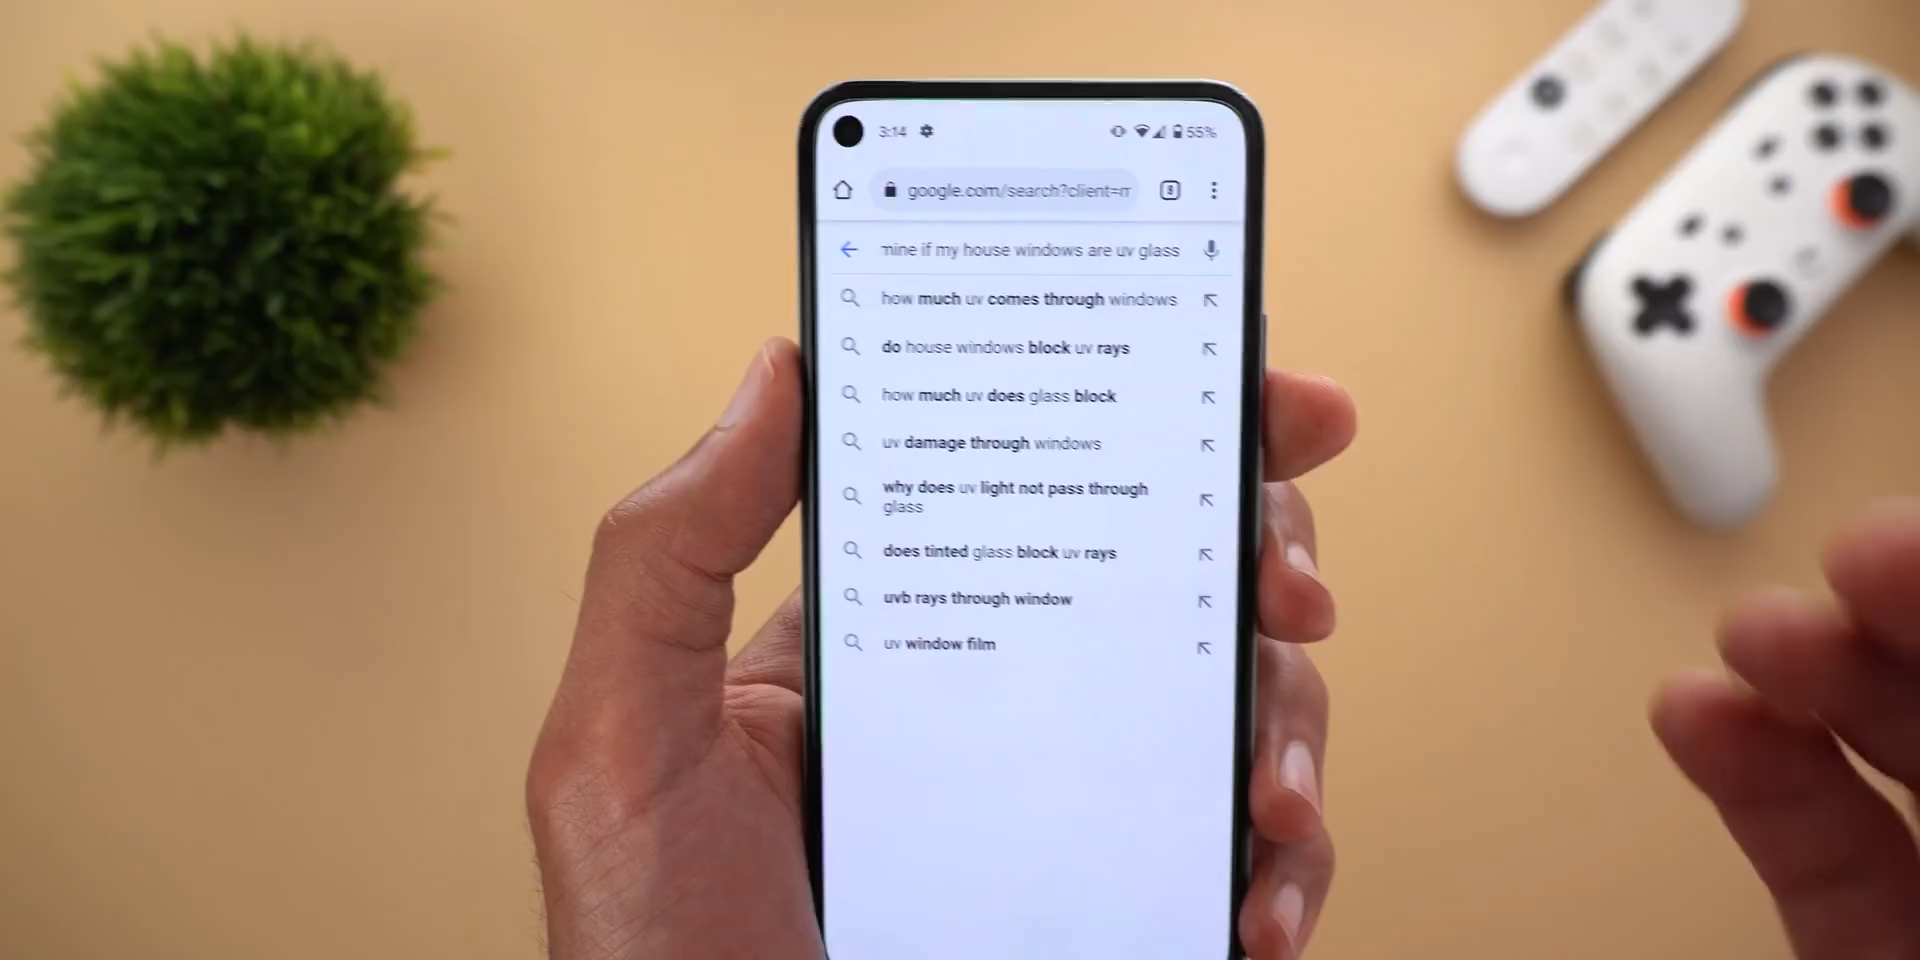 3:14 55%
google.com/search?client=m
mine if my house windows are uv glass
how much uv comes through windows
do house windows block uv rays
how much uv does glass block
uv damage through windows
why does uv light not pass through
glass
does tinted glass block uv rays
uvb rays through window
uv window film